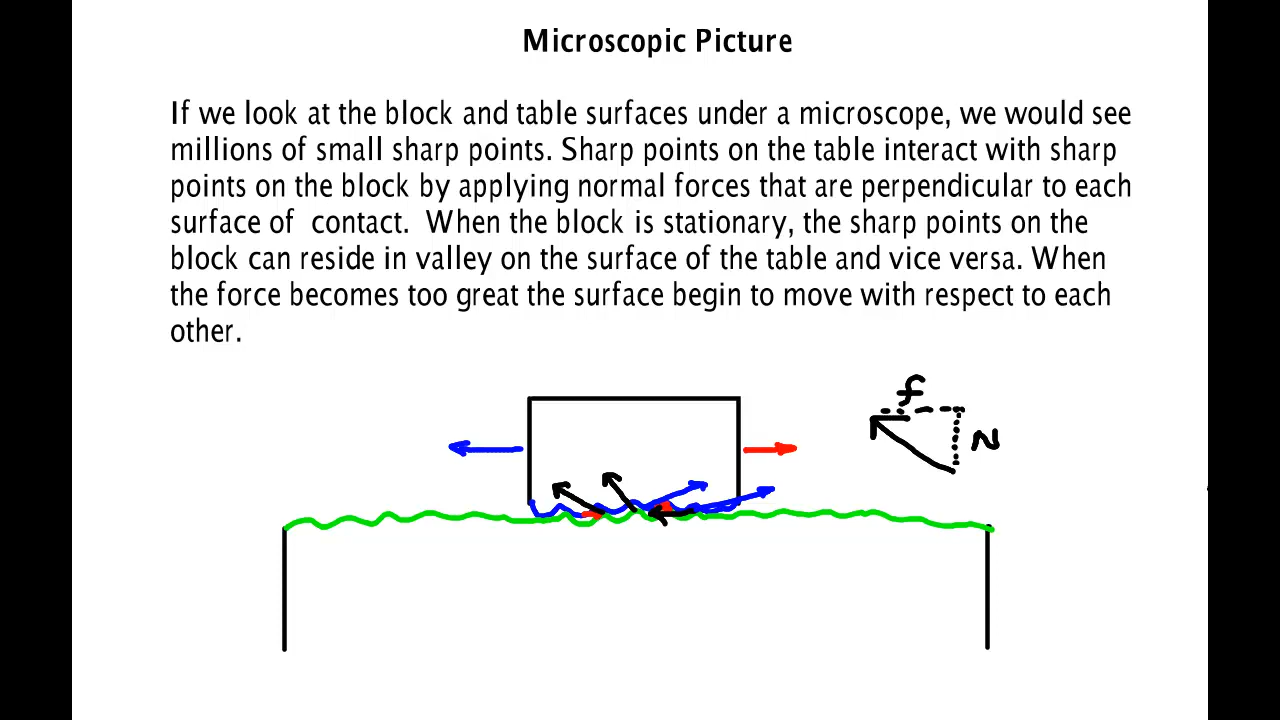 Microscopic Picture
If we look at the block and table surfaces under a microscope, we would see
millions of small sharp points. Sharp points on the table interact with sharp
points on the block by applying normal forces that are perpendicular to each
surface of  contact.  When the block is stationary, the sharp points on the
block can reside in valley on the surface of the table and vice versa. When
the force becomes too great the surface begin to move with respect to each
other.
f
N